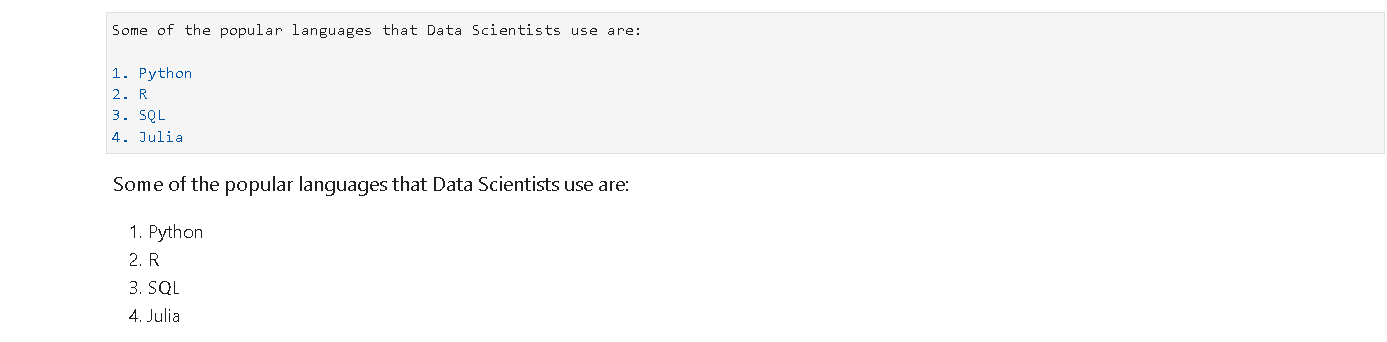 Some of the popular languages that Data Scientists use are:
1. Python
2. R
3. SQL
4. Julia
Some of the popular languages that Data Scientists use are:
1. Python
2. R
3. SQL
4. Julia